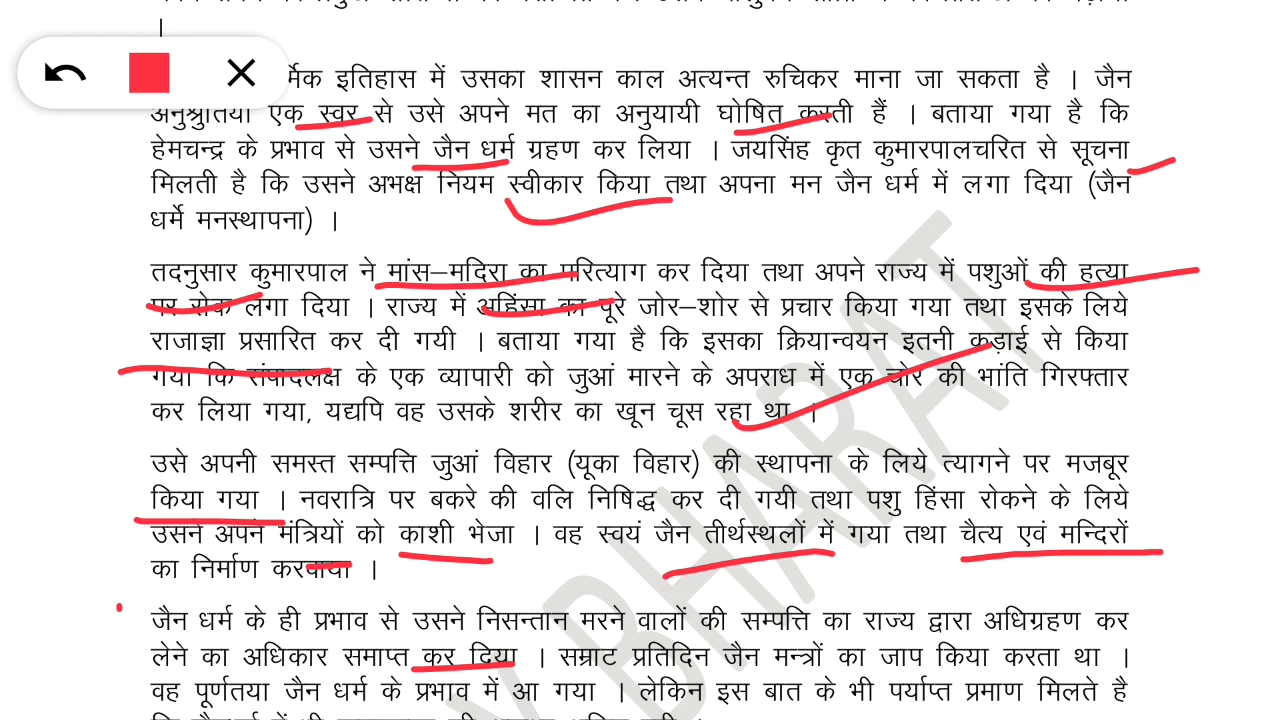 ।
र्मिक इतिहास में उसका शासन काल अत्यन्त रुचिकर माना जा सकता है । जैन
अनुश्रुतियां एक स्वर से उसे अपने मत का अनुयायी घोषित करती हैं । बताया गया है कि
हेमचन्द्र के प्रभाव से उसने जैन धर्म ग्रहण कर लिया । जयसिंह कृत कुमारपालचरित से सूचना
मिलती है कि उसने अभक्ष नियम स्वीकार किया तथा अपना मन जैन धर्म में लगा दिया (जैन
धर्मे मनस्थापना) ।
तदनुसार कुमारपाल ने मांस–मदिरा का परित्याग कर दिया तथा अपने राज्य में पशुओं की हत्या
पर रोक लगा दिया । राज्य में अहिंसा का पूरे जोर–शोर से प्रचार किया गया तथा इसके लिये
राजाज्ञा प्रसारित कर दी गयी । बताया गया है कि इसका क्रियान्वयन इतनी कड़ाई से किया
गया कि संपादलक्ष के एक व्यापारी को जुआं मारने के अपराध में एक चोर की भांति गिरफ्तार
कर लिया गया, यद्यपि वह उसके शरीर का खून चूस रहा था ।
उसे अपनी समस्त सम्पत्ति जुआं विहार (यूका विहार) की स्थापना के लिये त्यागने पर मजबूर
किया गया । नवरात्रि पर बकरे की वलि निषिद्ध कर दी गयी तथा पशु हिंसा रोकने के लिये
उसने अपने मंत्रियों को काशी भेजा । वह स्वयं जैन तीर्थस्थलों में गया तथा चैत्य एवं मन्दिरों
का निर्माण करवाया ।
जैन धर्म के ही प्रभाव से उसने निसन्तान मरने वालों की सम्पत्ति का राज्य द्वारा अधिग्रहण कर
लेने का अधिकार समाप्त कर दिया । सम्राट प्रतिदिन जैन मन्त्रों का जाप किया करता था ।
वह पूर्णतया जैन धर्म के प्रभाव में आ गया । लेकिन इस बात के भी पर्याप्त प्रमाण मिलते है
Y BHARAT